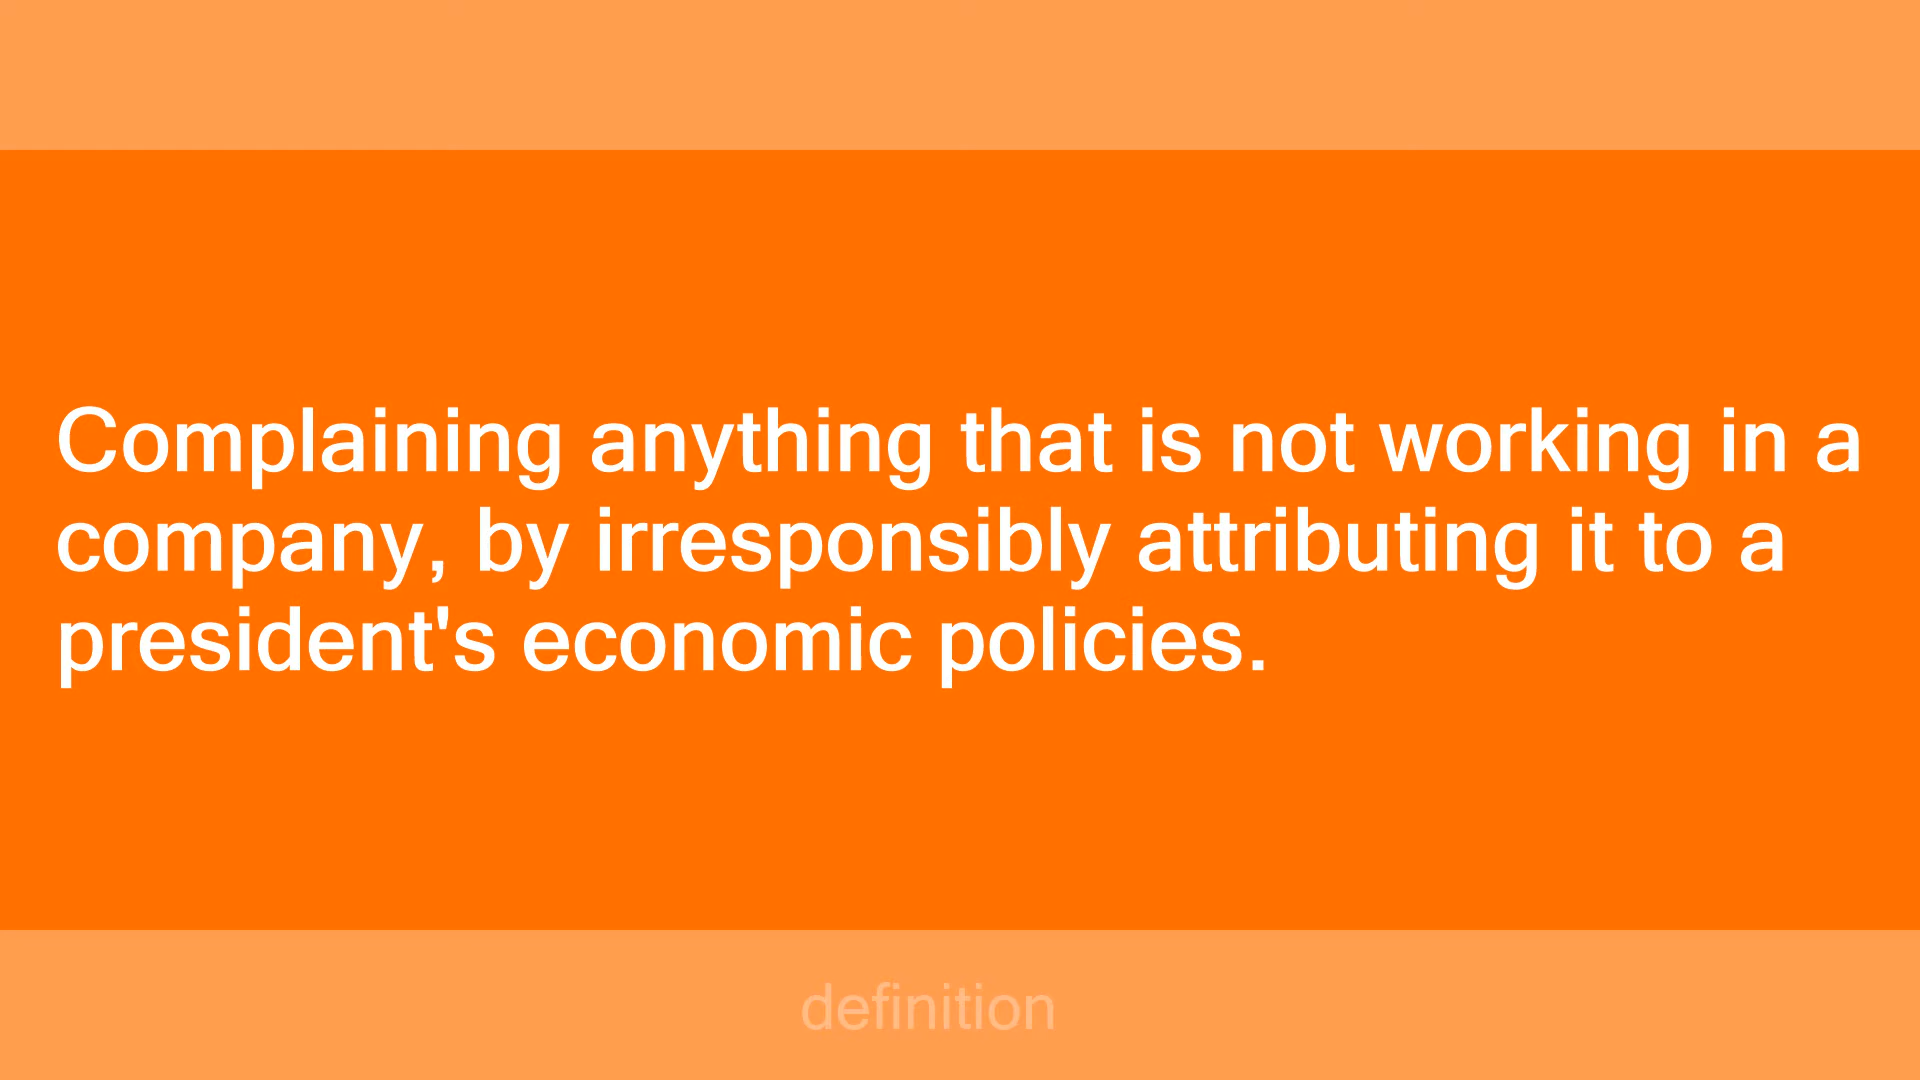 Complaining anything that is not working in a
company, by irresponsibly attributing it to a
president's economic policies.
definition